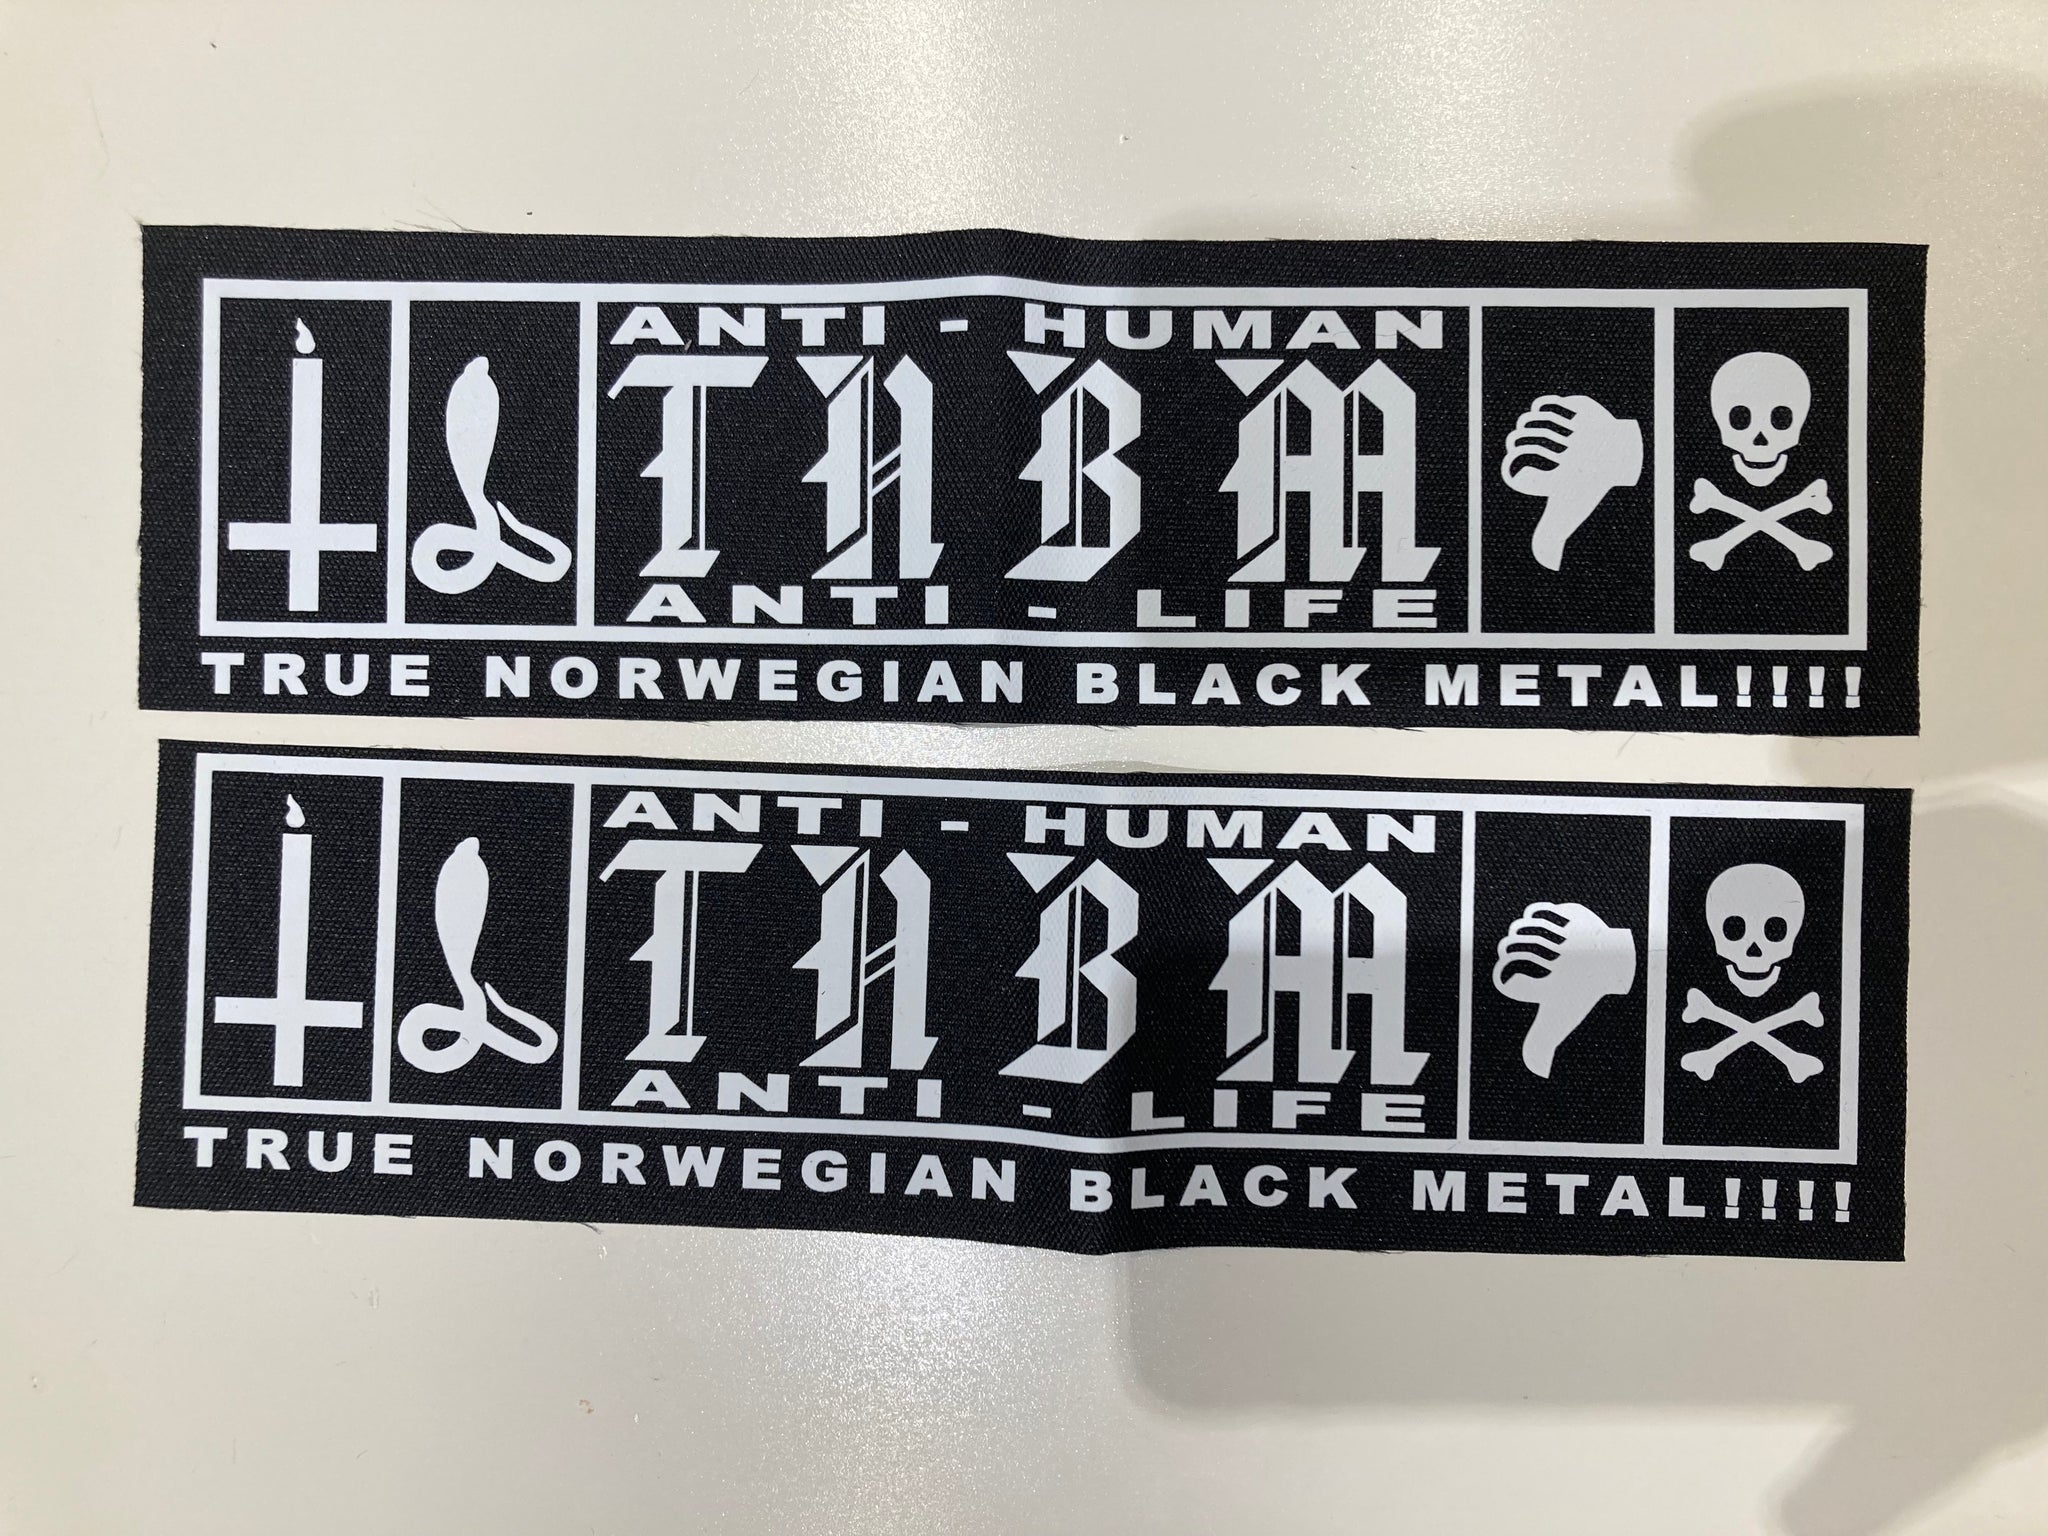 ANTI - HUMAN
TNBM
ANTI - LIFE
TRUE NORWEGIAN BLACK METAL!!!!
ANTI - HUMAN
TNBM
ANTI - LIFE
TRUE NORWEGIAN BLACK METAL!!!!